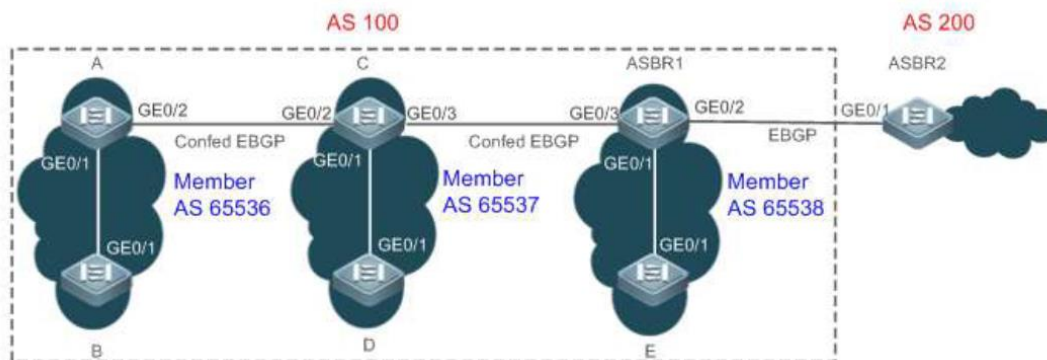 AS 100
AS 200
A
C
ASBR1
ASBR2
GE0/2
GE0/2
GE0/3
GE0/3
GE0/2
GE0/1
Confed EBGP
Confed EBGP
EBGP
GE0/1
GE0/1
GE0/1
Member
AS 65536
Member
AS 65537
Member
AS 65538
GE0/1
GE0/1
GE0/1
B
D
E